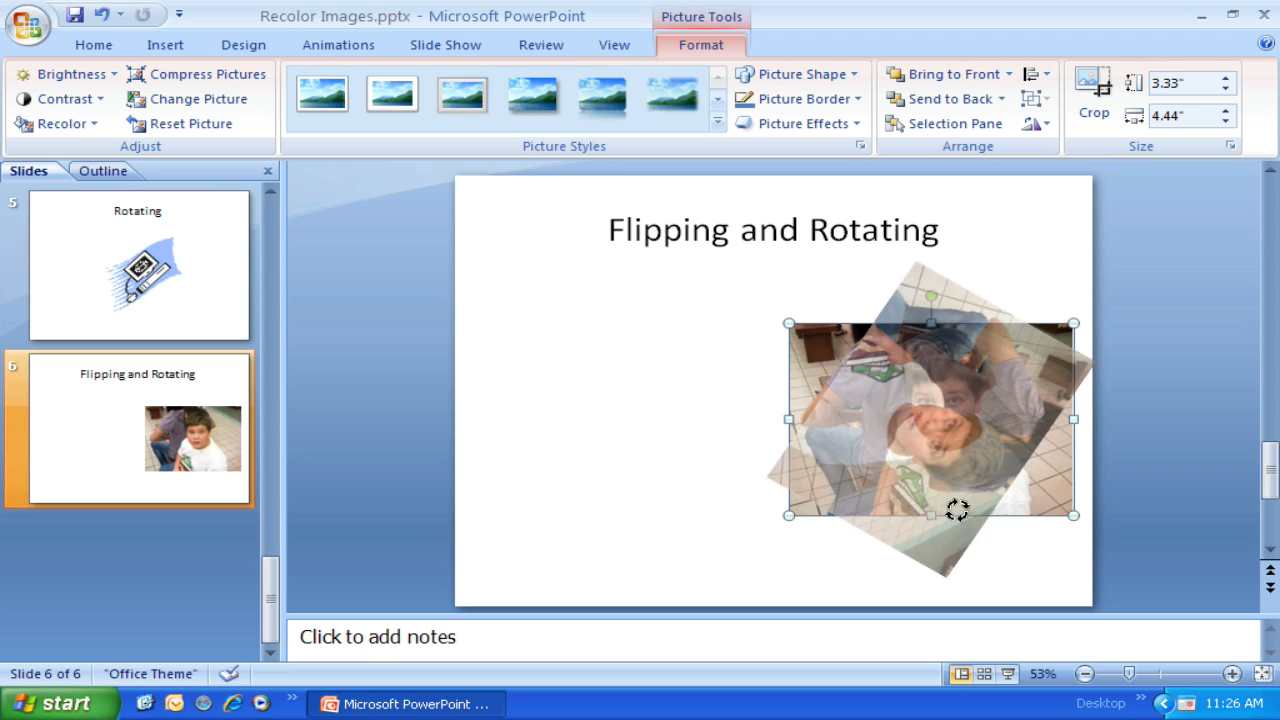 Recolor Images.pptx - Microsoft PowerPoint
Picture Tools
Home
Insert
Design
Animations
Slide Show
Review
View
Format
Brightness
Contrast
Recolor
Compress Pictures
Change Picture
Reset Picture
Adjust
Picture Styles
Picture Shape
Picture Border
Picture Effects
Bring to Front
Send to Back
Selection Pane
Arrange
Crop
3.33"
4.44"
Size
Slides
Outline
5
Rotating
6
Flipping and Rotating
Flipping and Rotating
Click to add notes
Slide 6 of 6
"Office Theme"
53%
start
Microsoft PowerPoint ...
Desktop
11:26 AM